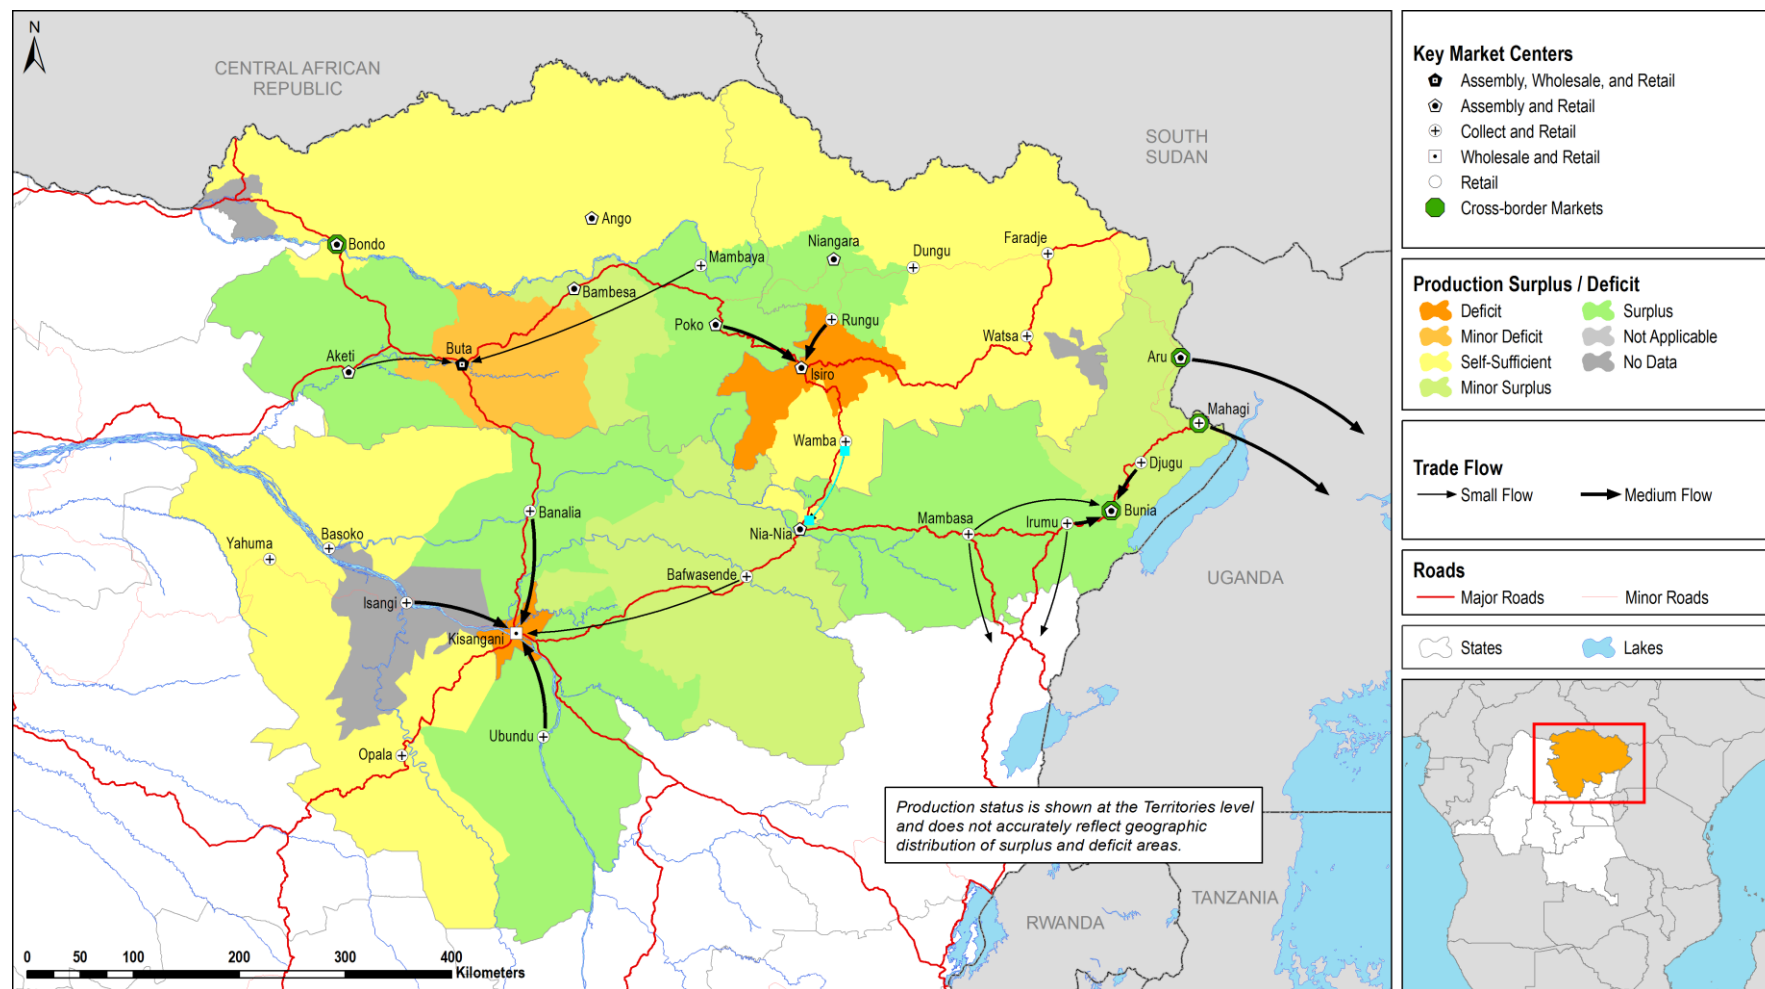 N
CENTRAL AFRICAN
REPUBLIC
SOUTH
SUDAN
Ango
Bondo
Mambaya
Niangara
Dungu
Faradje
Bambesa
Poko
Rungu
Watsa
Aru
Buta
Aketi
Isiro
Mahagi
Wamba
Djugu
Banalia
Nia-Nia
Mambasa
Irumu
Bunia
Basoko
Yahuma
Bafwasende
UGANDA
Isangi
Kisangani
Ubundu
Opala
Production status is shown at the Territories level
and does not accurately reflect geographic
distribution of surplus and deficit areas.
TANZANIA
RWANDA
0 50 100 200 300 400
Kilometers
Key Market Centers
Assembly, Wholesale, and Retail
Assembly and Retail
Collect and Retail
Wholesale and Retail
Retail
Cross-border Markets
Production Surplus / Deficit
Deficit
Minor Deficit
Self-Sufficient
Minor Surplus
Surplus
Not Applicable
No Data
Trade Flow
Small Flow
Medium Flow
Roads
Major Roads
Minor Roads
States
Lakes